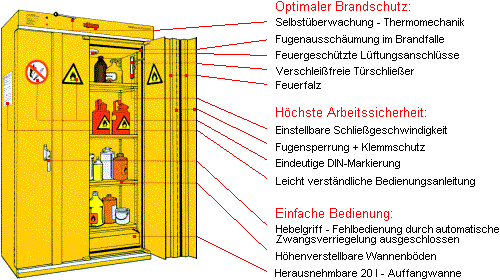 Optimaler Brandschutz:
Selbstüberwachung - Thermomechanik
Fugenausschäumung im Brandfalle
Feuergeschützte Lüftungsanschlüsse
Verschleißfreie Türschließer
Feuerfalz
Höchste Arbeitssicherheit:
Einstellbare Schließgeschwindigkeit
Fugensperrung + Klemmschutz
Eindeutige DIN-Markierung
Leicht verständliche Bedienungsanleitung
Einfache Bedienung:
Hebelgriff - Fehlbedienung durch automatische
Zwangsverriegelung ausgeschlossen
Höhenverstellbare Wannenböden
Herausnehmbare 20 l - Auffangwanne